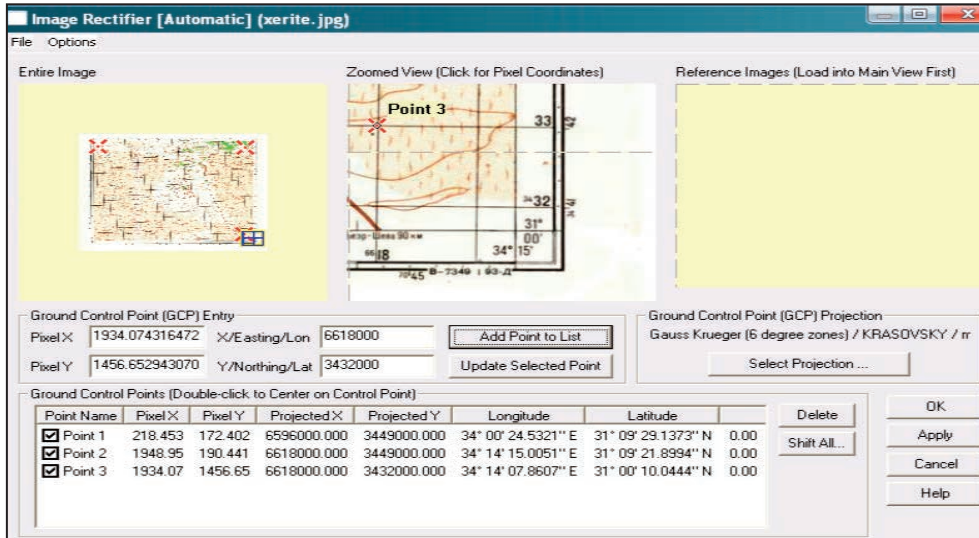 Image Rectifier [Automatic] (xerite.jpg)
File Options
Entire Image
Zoomed View (Click for Pixel Coordinates)
Reference Images (Load into Main View First)
Point 3
33
32
31°
00'
34° 15'
90 км
6618
В-7349 1 93-Д
Ground Control Point (GCP) Entry
Pixel X 1934.074316472 X/Easting/Lon 6618000 Add Point to List
Pixel Y 1456.652943070 Y/Northing/Lat 3432000 Update Selected Point
Ground Control Point (GCP) Projection
Gauss Krueger (6 degree zones) / KRASOVSKY / m
Select Projection ...
Ground Control Points (Double-click to Center on Control Point)
Point Name Pixel X Pixel Y Projected X Projected Y Longitude Latitude
Point 1 218.453 172.402 6596000.000 3449000.000 34° 00' 24.5321'' E 31° 09' 29.1373'' N 0.00
Point 2 1948.95 190.441 6618000.000 3449000.000 34° 14' 15.0051'' E 31° 09' 21.8994'' N 0.00
Point 3 1934.07 1456.65 6618000.000 3432000.000 34° 14' 07.8607'' E 31° 00' 10.0444'' N 0.00
Delete
Shift All...
OK
Apply
Cancel
Help